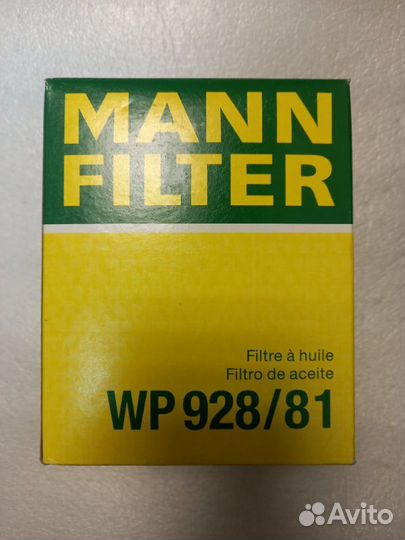 MANN
FILTER
Filtre à huile
Filtro de aceite
WP 928/81
Avito